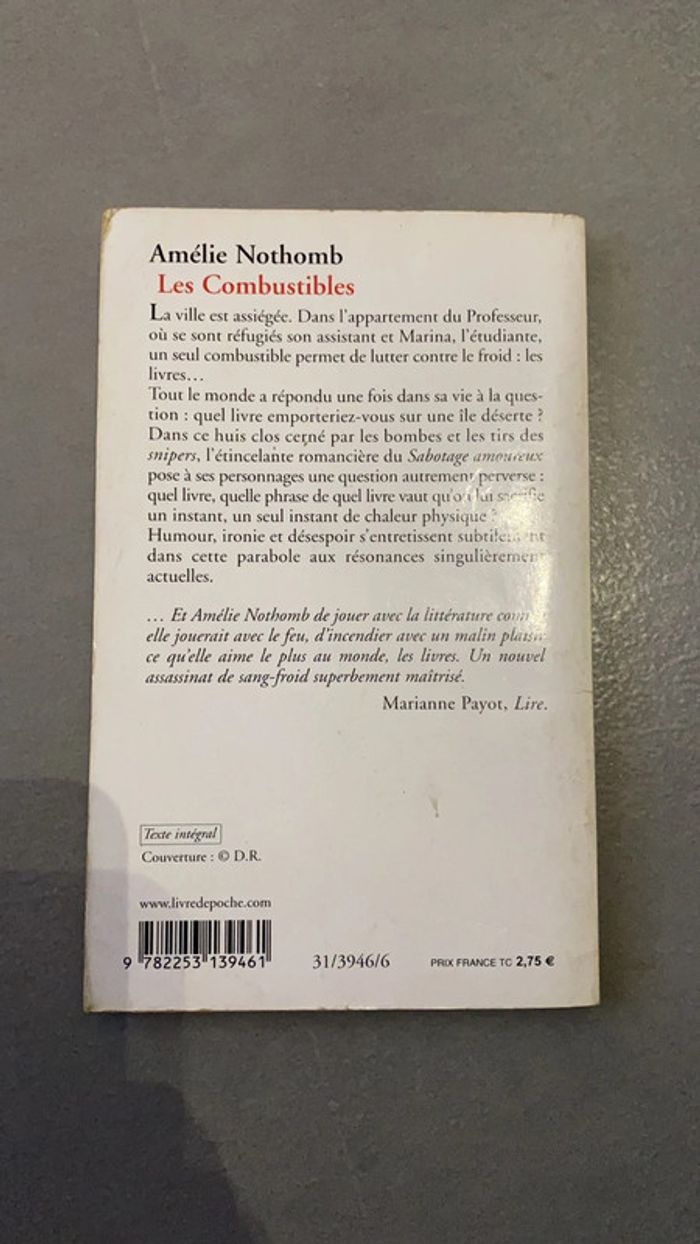 Amélie Nothomb
Les Combustibles
La ville est assiégée. Dans l'appartement du Professeur,
où se sont réfugiés son assistant et Marina, l'étudiante,
un seul combustible permet de lutter contre le froid : les
livres...
Tout le monde a répondu une fois dans sa vie à la ques-
tion : quel livre emporteriez-vous sur une île déserte ?
Dans ce huis clos cerné par les bombes et les tirs des
snipers, l'étincelante romancière du Sabotage amoureux
pose à ses personnages une question autrement perverse :
quel livre, quelle phrase de quel livre vaut qu'on lui sacrifie
un instant, un seul instant de chaleur physique ?
Humour, ironie et désespoir s'entretissent subtilement
dans cette parabole aux résonances singulièrement
actuelles.
... Et Amélie Nothomb de jouer avec la littérature comme
elle jouerait avec le feu, d'incendier avec un malin plaisir
ce qu'elle aime le plus au monde, les livres. Un nouvel
assassinat de sang-froid superbement maîtrisé.
Marianne Payot, Lire.
Texte intégral
Couverture : © D.R.
www.livredepoche.com
9 782253 139461
31/3946/6
PRIX FRANCE TC 2,75 €